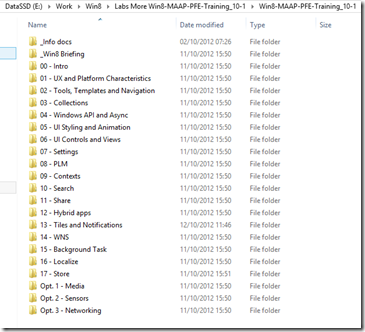 DataSSD (E:) › Work › Win8 › Labs More MAAP-PFE-Training_10-1 › Win8-MAAP-PFE-Training_10-1
Name Date modified Type Size
_Info docs 02/10/2012 07:26 File folder
_Win8 Briefing 11/10/2012 15:50 File folder
00 - Intro 11/10/2012 15:50 File folder
01 - UX and Platform Characteristics 11/10/2012 15:50 File folder
02 - Tools, Templates and Navigation 11/10/2012 15:50 File folder
03 - Collections 11/10/2012 15:50 File folder
04 - Windows API and Async 11/10/2012 15:50 File folder
05 - UI Styling and Animation 11/10/2012 15:50 File folder
06 - UI Controls and Views 11/10/2012 15:50 File folder
07 - Settings 11/10/2012 15:50 File folder
08 - PLM 11/10/2012 15:50 File folder
09 - Contexts 11/10/2012 15:50 File folder
10 - Search 11/10/2012 15:50 File folder
11 - Share 11/10/2012 15:50 File folder
12 - Hybrid apps 11/10/2012 15:50 File folder
13 - Tiles and Notifications 12/10/2012 11:46 File folder
14 - WNS 11/10/2012 15:50 File folder
15 - Background Task 11/10/2012 15:50 File folder
16 - Localize 11/10/2012 15:50 File folder
17 - Store 11/10/2012 15:51 File folder
Opt. 1 - Media 11/10/2012 15:50 File folder
Opt. 2 - Sensors 11/10/2012 15:50 File folder
Opt. 3 - Networking 11/10/2012 15:50 File folder